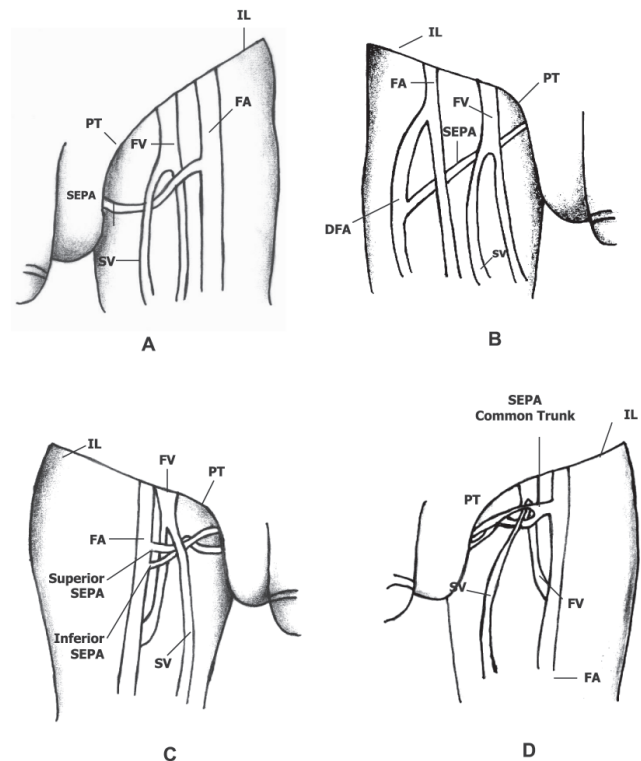 IL
FA
PT
FV
SEPA
SV
A
IL
PT
FA
FV
SEPA
DFA
SV
B
IL
FV
PT
FA
Superior
SEPA
Inferior
SEPA
SV
C
SEPA
Common Trunk
IL
PT
SV
FV
FA
D